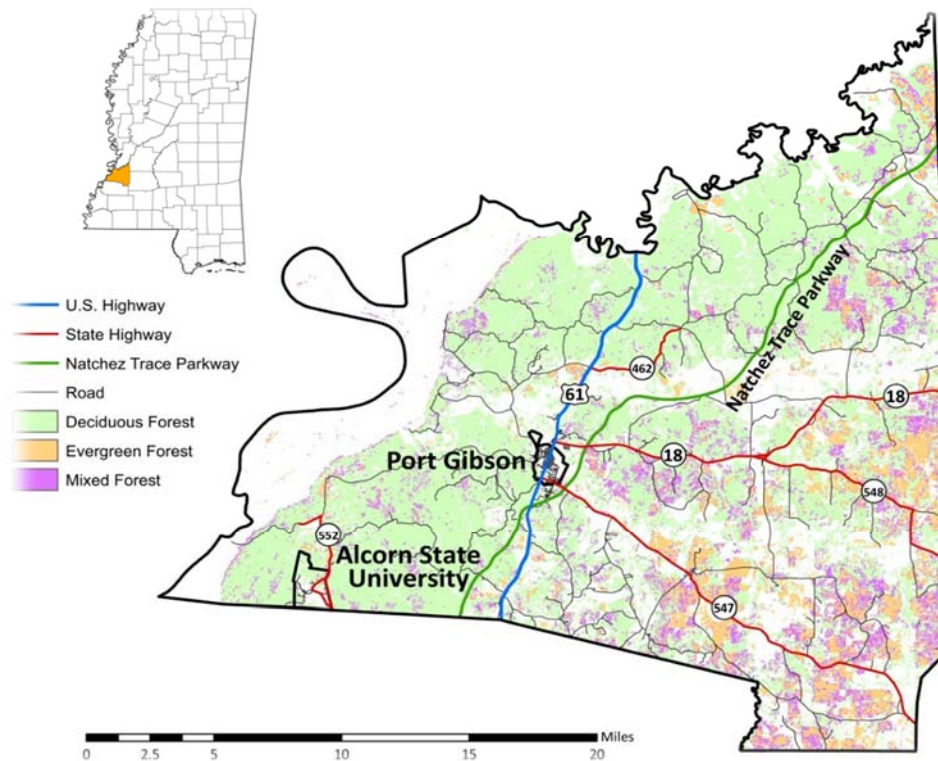 U.S. Highway
State Highway
Natchez Trace Parkway
Road
Deciduous Forest
Evergreen Forest
Mixed Forest
Natchez Trace Parkway
462
61
18
Port Gibson
18
548
552
Alcorn State
University
547
0 2.5 5 10 15 20 Miles